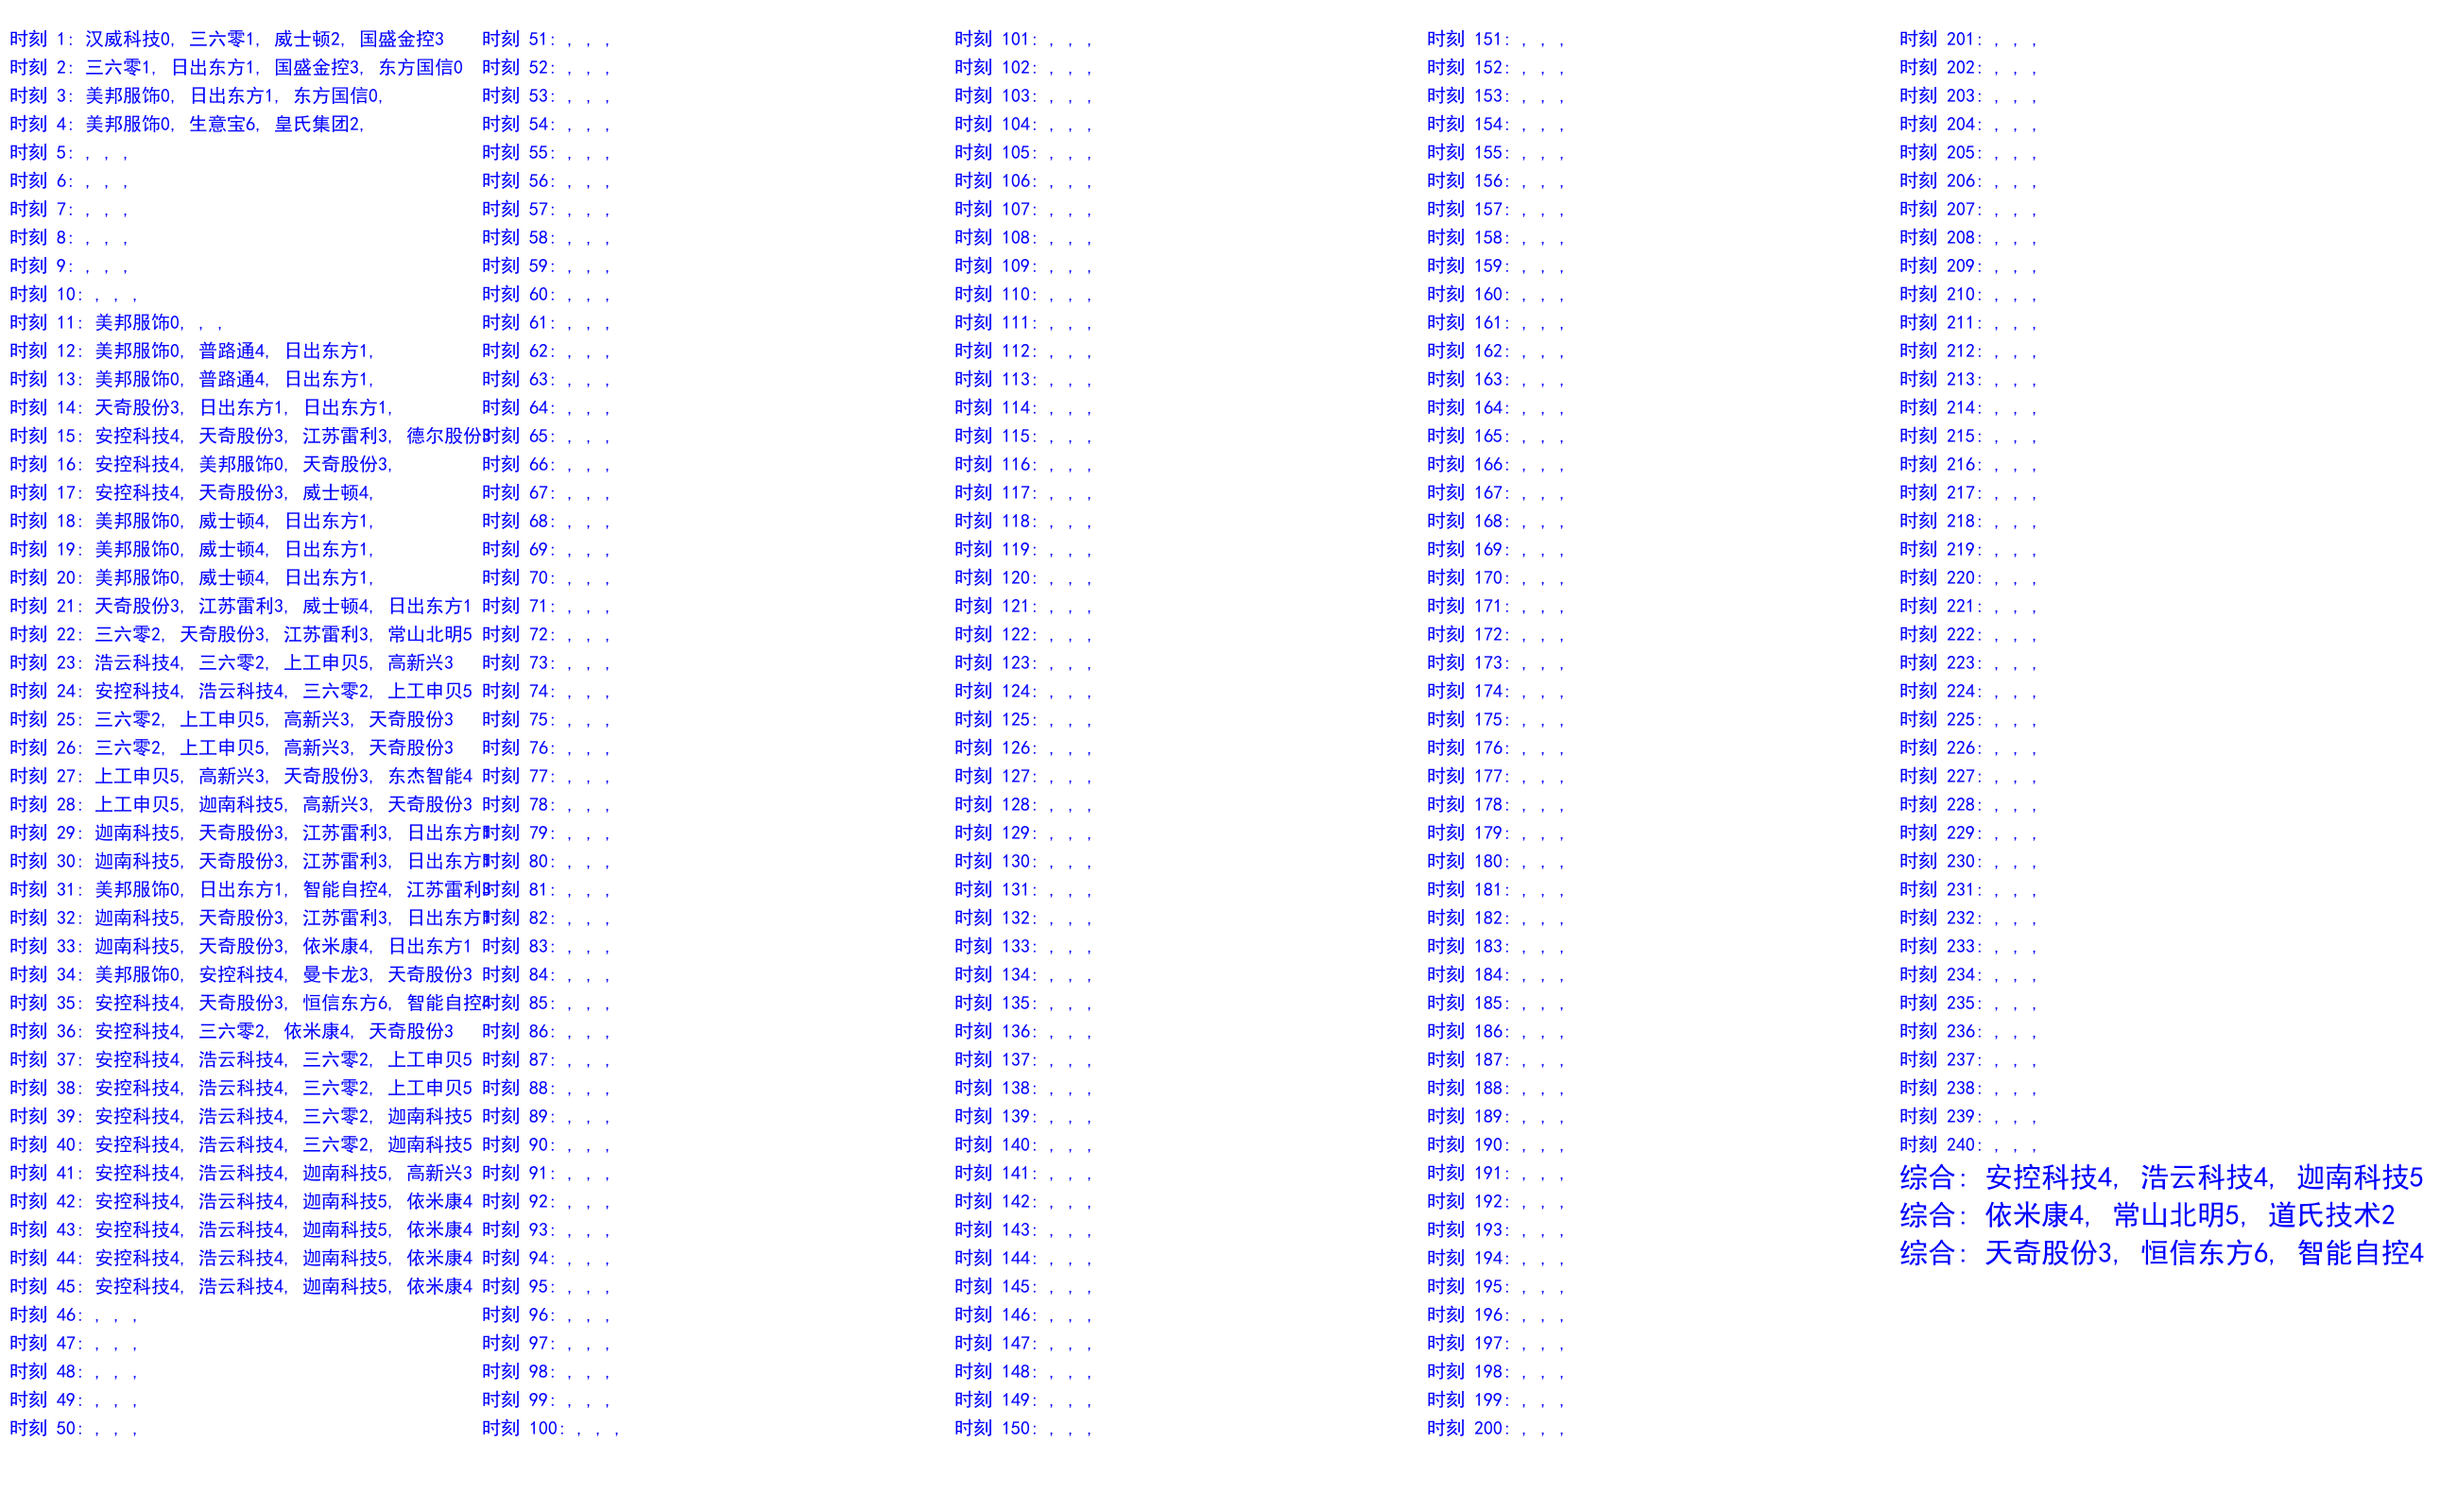 时刻 1: 汉威科技0, 三六零1, 威士顿2, 国盛金控3
时刻 2: 三六零1, 日出东方1, 国盛金控3, 东方国信0
时刻 3: 美邦服饰0, 日出东方1, 东方国信0,
时刻 4: 美邦服饰0, 生意宝6, 皇氏集团2,
时刻 5: , , ,
时刻 6: , , ,
时刻 7: , , ,
时刻 8: , , ,
时刻 9: , , ,
时刻 10: , , ,
时刻 11: 美邦服饰0, , ,
时刻 12: 美邦服饰0, 普路通4, 日出东方1,
时刻 13: 美邦服饰0, 普路通4, 日出东方1,
时刻 14: 天奇股份3, 日出东方1, 日出东方1,
时刻 15: 安控科技4, 天奇股份3, 江苏雷利3, 德尔股份3
时刻 16: 安控科技4, 美邦服饰0, 天奇股份3,
时刻 17: 安控科技4, 天奇股份3, 威士顿4,
时刻 18: 美邦服饰0, 威士顿4, 日出东方1,
时刻 19: 美邦服饰0, 威士顿4, 日出东方1,
时刻 20: 美邦服饰0, 威士顿4, 日出东方1,
时刻 21: 天奇股份3, 江苏雷利3, 威士顿4, 日出东方1
时刻 22: 三六零2, 天奇股份3, 江苏雷利3, 常山北明5
时刻 23: 浩云科技4, 三六零2, 上工申贝5, 高新兴3
时刻 24: 安控科技4, 浩云科技4, 三六零2, 上工申贝5
时刻 25: 三六零2, 上工申贝5, 高新兴3, 天奇股份3
时刻 26: 三六零2, 上工申贝5, 高新兴3, 天奇股份3
时刻 27: 上工申贝5, 高新兴3, 天奇股份3, 东杰智能4
时刻 28: 上工申贝5, 迦南科技5, 高新兴3, 天奇股份3
时刻 29: 迦南科技5, 天奇股份3, 江苏雷利3, 日出东方1
时刻 30: 迦南科技5, 天奇股份3, 江苏雷利3, 日出东方1
时刻 31: 美邦服饰0, 日出东方1, 智能自控4, 江苏雷利3
时刻 32: 迦南科技5, 天奇股份3, 江苏雷利3, 日出东方1
时刻 33: 迦南科技5, 天奇股份3, 依米康4, 日出东方1
时刻 34: 美邦服饰0, 安控科技4, 曼卡龙3, 天奇股份3
时刻 35: 安控科技4, 天奇股份3, 恒信东方6, 智能自控4
时刻 36: 安控科技4, 三六零2, 依米康4, 天奇股份3
时刻 37: 安控科技4, 浩云科技4, 三六零2, 上工申贝5
时刻 38: 安控科技4, 浩云科技4, 三六零2, 上工申贝5
时刻 39: 安控科技4, 浩云科技4, 三六零2, 迦南科技5
时刻 40: 安控科技4, 浩云科技4, 三六零2, 迦南科技5
时刻 41: 安控科技4, 浩云科技4, 迦南科技5, 高新兴3
时刻 42: 安控科技4, 浩云科技4, 迦南科技5, 依米康4
时刻 43: 安控科技4, 浩云科技4, 迦南科技5, 依米康4
时刻 44: 安控科技4, 浩云科技4, 迦南科技5, 依米康4
时刻 45: 安控科技4, 浩云科技4, 迦南科技5, 依米康4
时刻 46: , , ,
时刻 47: , , ,
时刻 48: , , ,
时刻 49: , , ,
时刻 50: , , ,
时刻 51: , , ,
时刻 52: , , ,
时刻 53: , , ,
时刻 54: , , ,
时刻 55: , , ,
时刻 56: , , ,
时刻 57: , , ,
时刻 58: , , ,
时刻 59: , , ,
时刻 60: , , ,
时刻 61: , , ,
时刻 62: , , ,
时刻 63: , , ,
时刻 64: , , ,
时刻 65: , , ,
时刻 66: , , ,
时刻 67: , , ,
时刻 68: , , ,
时刻 69: , , ,
时刻 70: , , ,
时刻 71: , , ,
时刻 72: , , ,
时刻 73: , , ,
时刻 74: , , ,
时刻 75: , , ,
时刻 76: , , ,
时刻 77: , , ,
时刻 78: , , ,
时刻 79: , , ,
时刻 80: , , ,
时刻 81: , , ,
时刻 82: , , ,
时刻 83: , , ,
时刻 84: , , ,
时刻 85: , , ,
时刻 86: , , ,
时刻 87: , , ,
时刻 88: , , ,
时刻 89: , , ,
时刻 90: , , ,
时刻 91: , , ,
时刻 92: , , ,
时刻 93: , , ,
时刻 94: , , ,
时刻 95: , , ,
时刻 96: , , ,
时刻 97: , , ,
时刻 98: , , ,
时刻 99: , , ,
时刻 100: , , ,
时刻 101: , , ,
时刻 102: , , ,
时刻 103: , , ,
时刻 104: , , ,
时刻 105: , , ,
时刻 106: , , ,
时刻 107: , , ,
时刻 108: , , ,
时刻 109: , , ,
时刻 110: , , ,
时刻 111: , , ,
时刻 112: , , ,
时刻 113: , , ,
时刻 114: , , ,
时刻 115: , , ,
时刻 116: , , ,
时刻 117: , , ,
时刻 118: , , ,
时刻 119: , , ,
时刻 120: , , ,
时刻 121: , , ,
时刻 122: , , ,
时刻 123: , , ,
时刻 124: , , ,
时刻 125: , , ,
时刻 126: , , ,
时刻 127: , , ,
时刻 128: , , ,
时刻 129: , , ,
时刻 130: , , ,
时刻 131: , , ,
时刻 132: , , ,
时刻 133: , , ,
时刻 134: , , ,
时刻 135: , , ,
时刻 136: , , ,
时刻 137: , , ,
时刻 138: , , ,
时刻 139: , , ,
时刻 140: , , ,
时刻 141: , , ,
时刻 142: , , ,
时刻 143: , , ,
时刻 144: , , ,
时刻 145: , , ,
时刻 146: , , ,
时刻 147: , , ,
时刻 148: , , ,
时刻 149: , , ,
时刻 150: , , ,
时刻 151: , , ,
时刻 152: , , ,
时刻 153: , , ,
时刻 154: , , ,
时刻 155: , , ,
时刻 156: , , ,
时刻 157: , , ,
时刻 158: , , ,
时刻 159: , , ,
时刻 160: , , ,
时刻 161: , , ,
时刻 162: , , ,
时刻 163: , , ,
时刻 164: , , ,
时刻 165: , , ,
时刻 166: , , ,
时刻 167: , , ,
时刻 168: , , ,
时刻 169: , , ,
时刻 170: , , ,
时刻 171: , , ,
时刻 172: , , ,
时刻 173: , , ,
时刻 174: , , ,
时刻 175: , , ,
时刻 176: , , ,
时刻 177: , , ,
时刻 178: , , ,
时刻 179: , , ,
时刻 180: , , ,
时刻 181: , , ,
时刻 182: , , ,
时刻 183: , , ,
时刻 184: , , ,
时刻 185: , , ,
时刻 186: , , ,
时刻 187: , , ,
时刻 188: , , ,
时刻 189: , , ,
时刻 190: , , ,
时刻 191: , , ,
时刻 192: , , ,
时刻 193: , , ,
时刻 194: , , ,
时刻 195: , , ,
时刻 196: , , ,
时刻 197: , , ,
时刻 198: , , ,
时刻 199: , , ,
时刻 200: , , ,
时刻 201: , , ,
时刻 202: , , ,
时刻 203: , , ,
时刻 204: , , ,
时刻 205: , , ,
时刻 206: , , ,
时刻 207: , , ,
时刻 208: , , ,
时刻 209: , , ,
时刻 210: , , ,
时刻 211: , , ,
时刻 212: , , ,
时刻 213: , , ,
时刻 214: , , ,
时刻 215: , , ,
时刻 216: , , ,
时刻 217: , , ,
时刻 218: , , ,
时刻 219: , , ,
时刻 220: , , ,
时刻 221: , , ,
时刻 222: , , ,
时刻 223: , , ,
时刻 224: , , ,
时刻 225: , , ,
时刻 226: , , ,
时刻 227: , , ,
时刻 228: , , ,
时刻 229: , , ,
时刻 230: , , ,
时刻 231: , , ,
时刻 232: , , ,
时刻 233: , , ,
时刻 234: , , ,
时刻 235: , , ,
时刻 236: , , ,
时刻 237: , , ,
时刻 238: , , ,
时刻 239: , , ,
时刻 240: , , ,
综合: 安控科技4, 浩云科技4, 迦南科技5
综合: 依米康4, 常山北明5, 道氏技术2
综合: 天奇股份3, 恒信东方6, 智能自控4